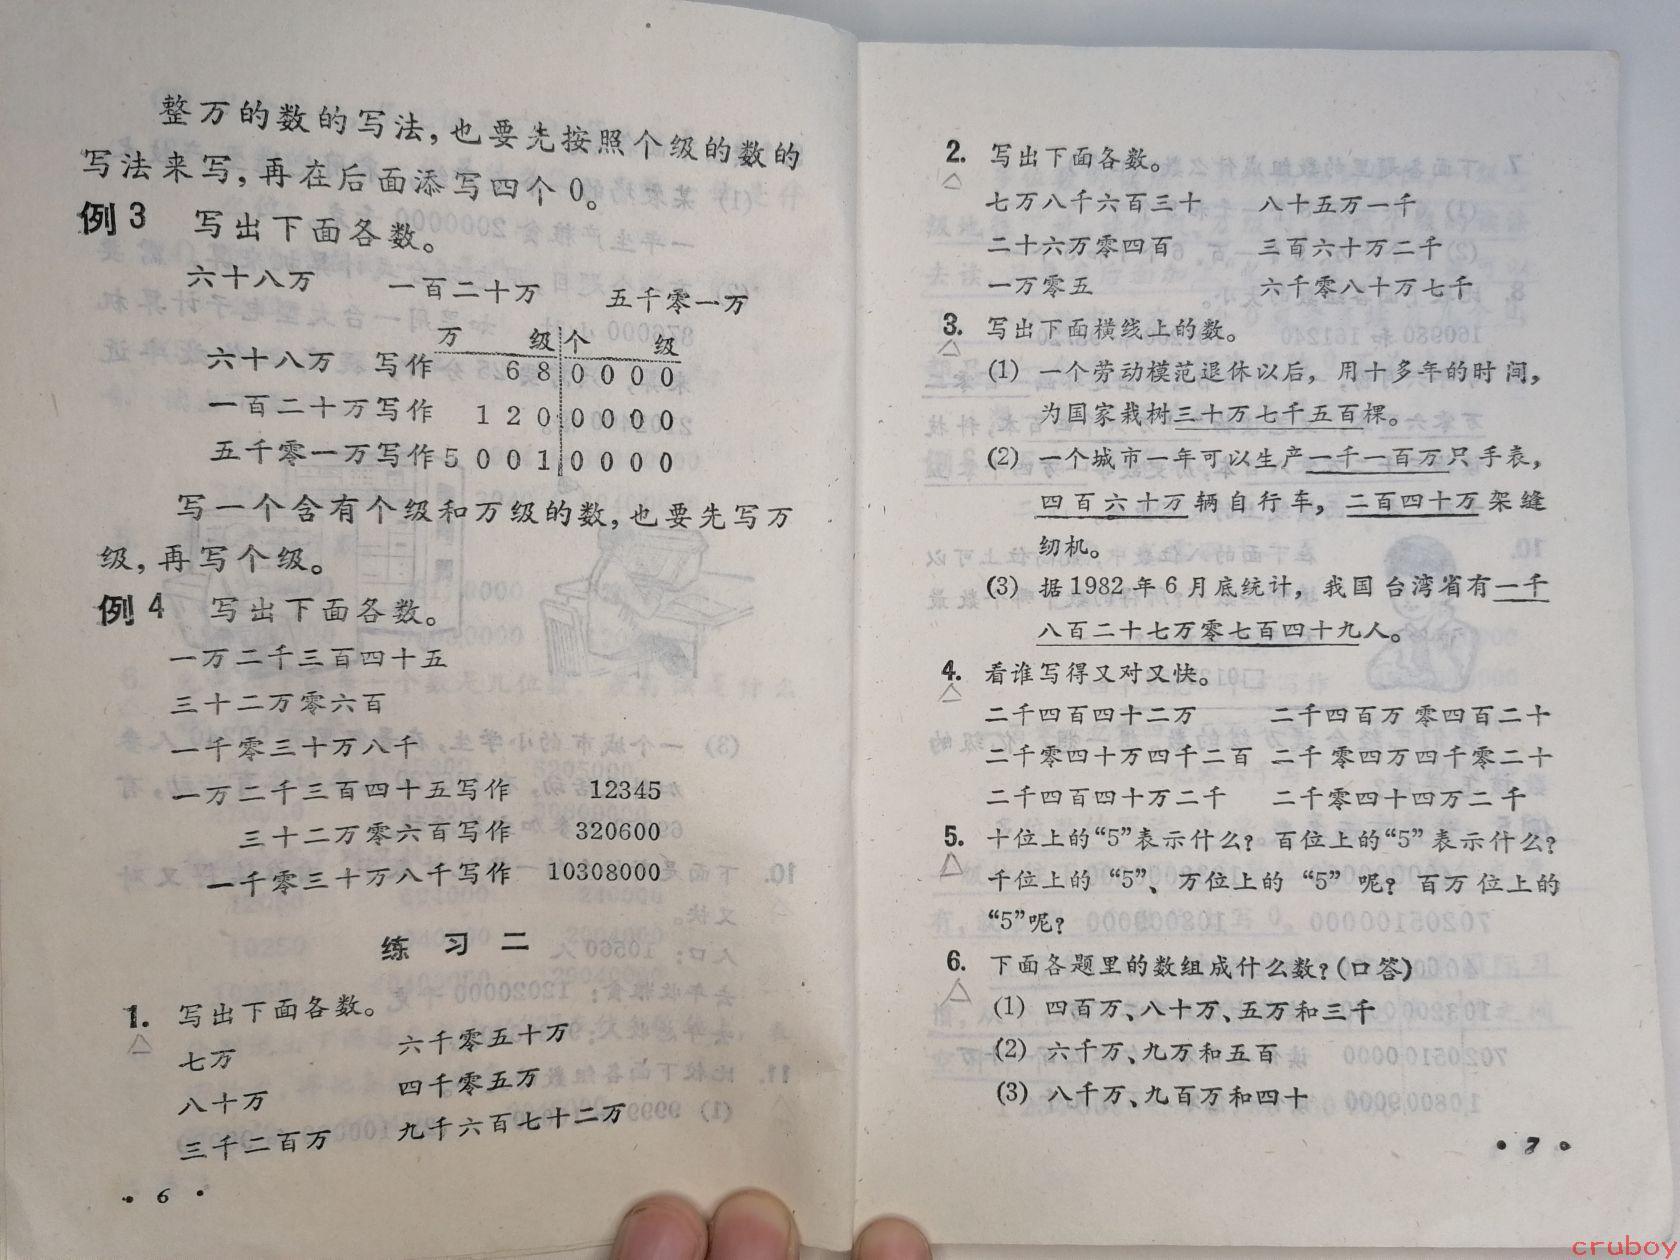 整万的数的写法，也要先按照个级的数的
写法来写，再在后面添写四个0。
例3 写出下面各数。
六十八万 一百二十万 五千零一万
万 级 个 级
六十八万 写作 68 0000
一百二十万写作 120 0000
五千零一万写作 5001 0000
写一个含有个级和万级的数，也要先写万
级，再写个级。
例4 写出下面各数。
一万二千三百四十五
三十二万零六百
一千零三十万八千
一万二千三百四十五写作 12345
三十二万零六百写作 320600
一千零三十万八千写作 10308000
练习二
1. 写出下面各数。
七万 六千零五十万
八十万 四千零五万
三千二百万 九千六百七十二万
• 6 •
2. 写出下面各数。
七万八千六百三十 八十五万一千
二十六万零四百 三百六十万二千
一万零五 六千零八十万七千
3. 写出下面横线上的数。
(1) 一个劳动模范退休以后，用十多年的时间，
为国家栽树三十万七千五百棵。
(2) 一个城市一年可以生产一千一百万只手表，
四百六十万辆自行车，二百四十万架缝
纫机。
(3) 据1982年6月底统计，我国台湾省有一千
八百二十七万零七百四十九人。
4. 看谁写得又对又快。
二千四百四十二万 二千四百万零四百二十
二千零四十万四千二百 二千零四万四千零二十
二千四百四十万二千 二千零四十四万二千
5. 十位上的“5”表示什么？百位上的“5”表示什么？
千位上的“5”、万位上的“5”呢？百万位上的
“5”呢？
6. 下面各题里的数组成什么数？(口答)
(1) 四百万、八十万、五万和三千
(2) 六千万、九万和五百
(3) 八千万、九百万和四十
• 7 •
cruboy